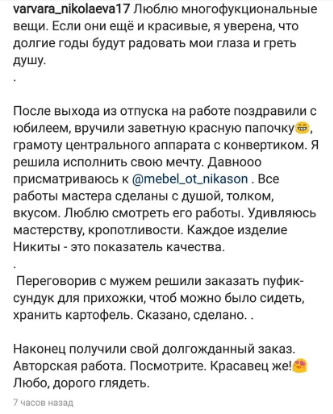 varvara_nikolaeva17 Люблю многофукциональные
вещи. Если они ещё и красивые, я уверена, что
долгие годы будут радовать мои глаза и греть
душу.
.
После выхода из отпуска на работе поздравили с
юбилеем, вручили заветную красную папочку😁,
грамоту центрального аппарата с конвертиком. Я
решила исполнить свою мечту. Давнооо
присматриваюсь к @mebel_ot_nikason . Все
работы мастера сделаны с душой, толком,
вкусом. Люблю смотреть его работы. Удивляюсь
мастерству, кропотливости. Каждое изделие
Никиты - это показатель качества.
.
Переговорив с мужем решили заказать пуфик-
сундук для прихожки, чтоб можно было сидеть,
хранить картофель. Сказано, сделано. .
Наконец получили свой долгожданный заказ.
Авторская работа. Посмотрите. Красавец же!😍
Любо, дорого глядеть.
7 часов назад